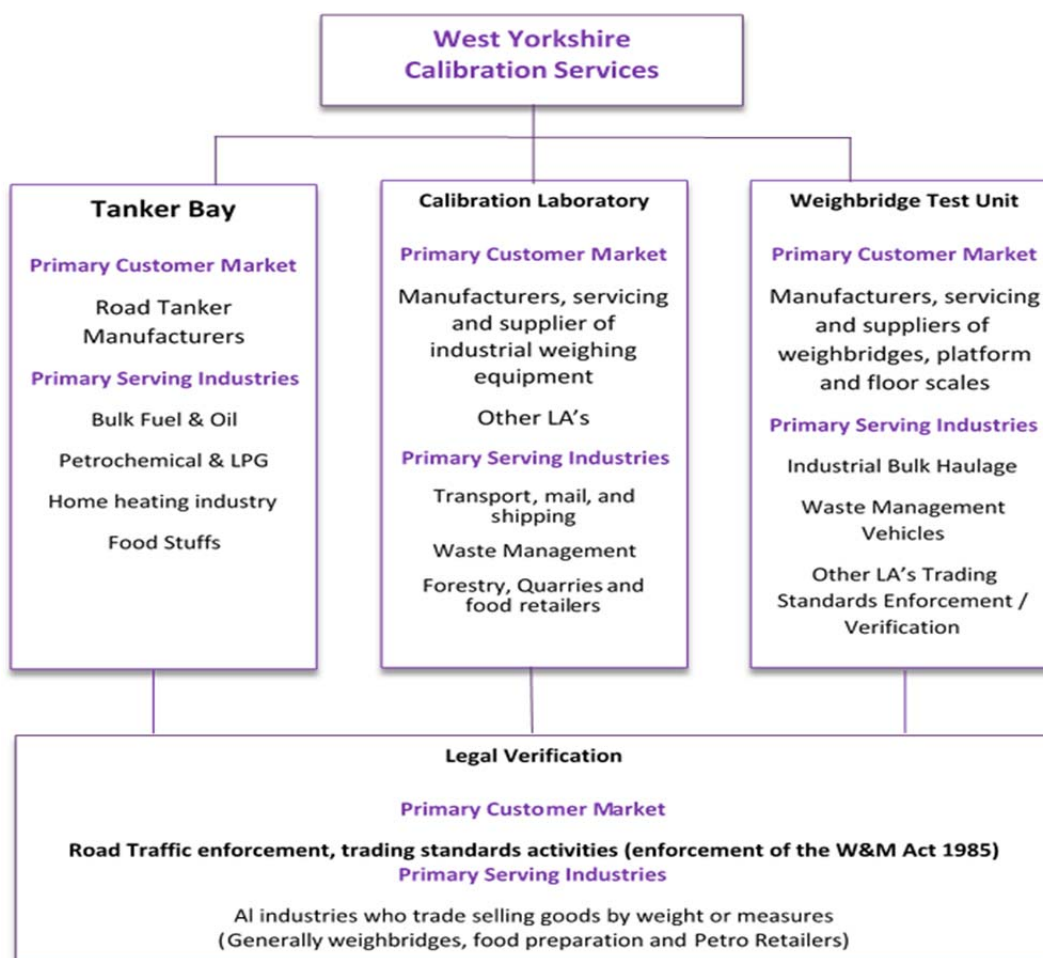 West Yorkshire
Calibration Services
Tanker Bay
Primary Customer Market
Road Tanker
Manufacturers
Primary Serving Industries
Bulk Fuel & Oil
Petrochemical & LPG
Home heating industry
Food Stuffs
Calibration Laboratory
Primary Customer Market
Manufacturers, servicing
and supplier of
industrial weighing
equipment
Other LA’s
Primary Serving Industries
Transport, mail, and
shipping
Waste Management
Forestry, Quarries and
food retailers
Weighbridge Test Unit
Primary Customer Market
Manufacturers, servicing
and suppliers of
weighbridges, platform
and floor scales
Primary Serving Industries
Industrial Bulk Haulage
Waste Management
Vehicles
Other LA’s Trading
Standards Enforcement /
Verification
Legal Verification
Primary Customer Market
Road Traffic enforcement, trading standards activities (enforcement of the W&M Act 1985)
Primary Serving Industries
Al industries who trade selling goods by weight or measures
(Generally weighbridges, food preparation and Petro Retailers)